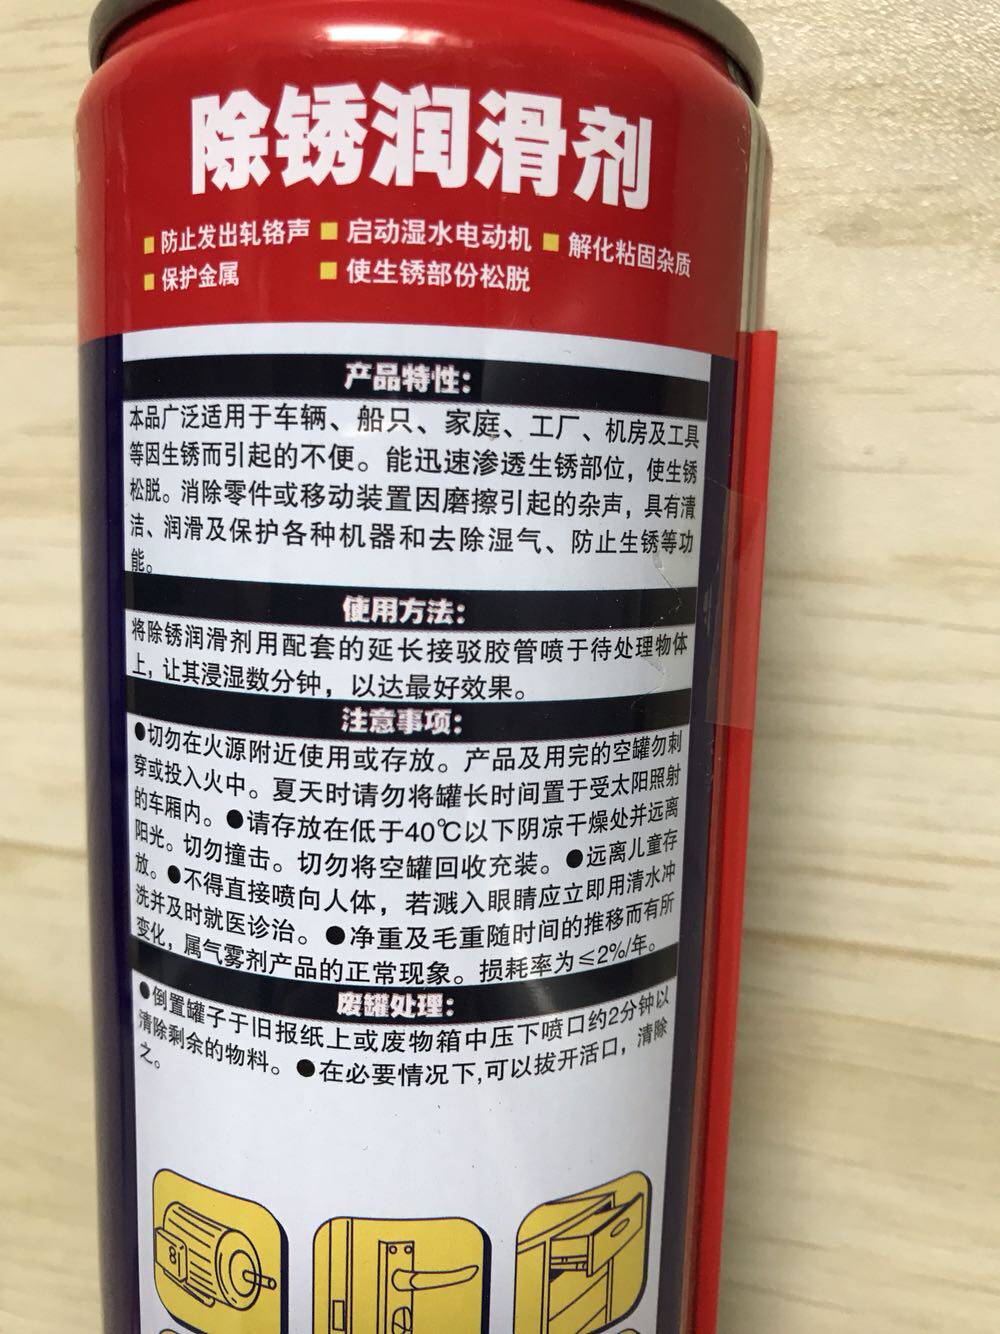 除锈润滑剂
防止发出轧铬声 启动湿水电动机 解化粘固杂质
保护金属 使生锈部份松脱
产品特性：
本品广泛适用于车辆、船只、家庭、工厂、机房及工具
等因生锈而引起的不便。能迅速渗透生锈部位，使生锈
松脱。消除零件或移动装置因磨擦引起的杂声，具有清
洁、润滑及保护各种机器和去除湿气、防止生锈等功
能。
使用方法：
将除锈润滑剂用配套的延长接驳胶管喷于待处理物体
上，让其浸湿数分钟，以达最好效果。
注意事项：
●切勿在火源附近使用或存放。产品及用完的空罐勿刺
穿或投入火中。夏天时请勿将罐长时间置于受太阳照射
的车厢内。●请存放在低于40℃以下阴凉干燥处并远离
阳光。切勿撞击。切勿将空罐回收充装。●远离儿童存
放。●不得直接喷向人体，若溅入眼睛应立即用清水冲
洗并及时就医诊治。●净重及毛重随时间的推移而有所
变化，属气雾剂产品的正常现象。损耗率为≤2%/年。
废罐处理：
●倒置罐子于旧报纸上或废物箱中压下喷口约2分钟以
清除剩余的物料。●在必要情况下,可以拔开活口，清除
之。